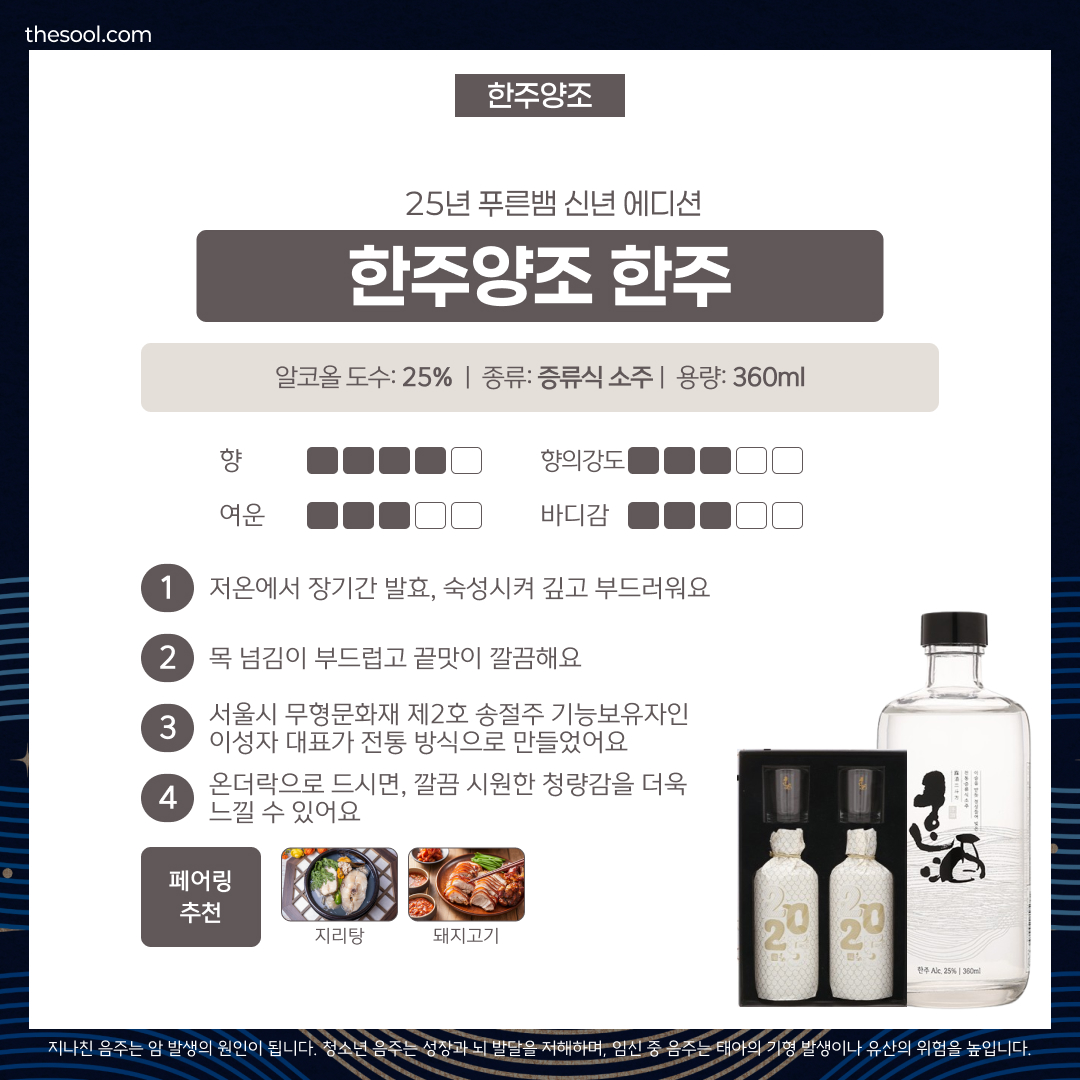 thesool.com
한주양조
25년 푸른뱀 신년 에디션
한주양조 한주
알코올 도수: 25% | 종류: 증류식 소주 | 용량: 360ml
향
향의강도
여운
바디감
1 저온에서 장기간 발효, 숙성시켜 깊고 부드러워요
2 목 넘김이 부드럽고 끝맛이 깔끔해요
3 서울시 무형문화재 제2호 송절주 기능보유자인
이성자 대표가 전통 방식으로 만들었어요
4 온더락으로 드시면, 깔끔 시원한 청량감을 더욱
느낄 수 있어요
페어링
추천
지리탕
돼지고기
한酒
20
20
한주 Alc. 25% | 360ml
지나친 음주는 암 발생의 원인이 됩니다. 청소년 음주는 성장과 뇌 발달을 저해하며, 임신 중 음주는 태아의 기형 발생이나 유산의 위험을 높입니다.